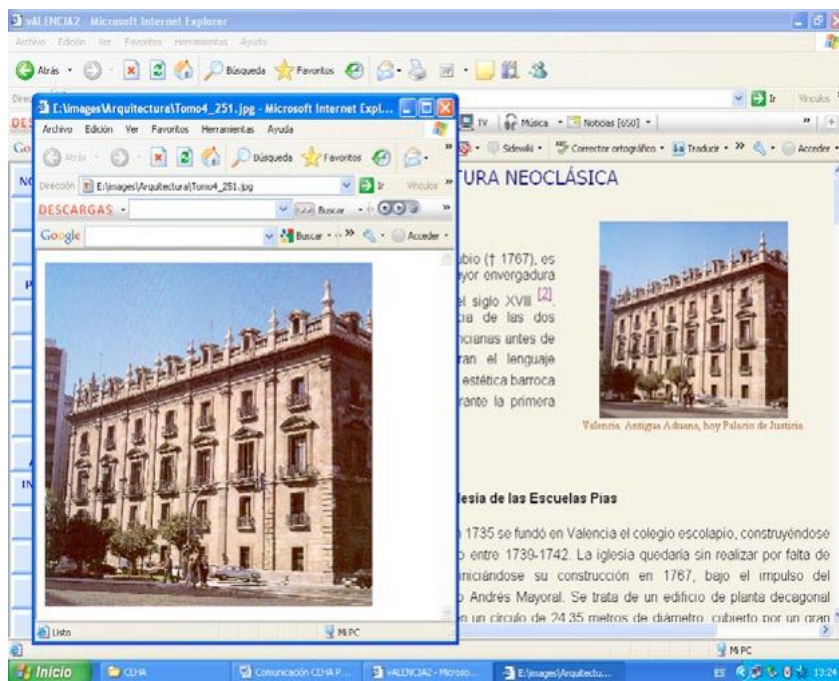 vALENCIA2 - Microsoft Internet Explorer
Archivo Edición Ver Favoritos Herramientas Ayuda
Atrás Búsqueda Favoritos
Ir Vínculos »
TV Música Noticias [650] »
Sidewiki Corrector ortográfico Traducir » Acceder
E:\images\Arquitectura\Tomo4_251.jpg - Microsoft Internet Expl...
Archivo Edición Ver Favoritos Herramientas Ayuda »
Atrás Búsqueda Favoritos »
Dirección E:\images\Arquitectura\Tomo4_251.jpg Ir Vínculos »
DESCARGAS Buscar »
Google Buscar » Acceder
Listo Mi PC
TURA NEOCLÁSICA
ubio († 1767), es
yor envergadura
el siglo XVIII [2].
cia de las dos
ncianas antes de
ran el lenguaje
estética barroca
rante la primera
Valencia. Antigua Aduana, hoy Palacio de Justicia
lesia de las Escuelas Pias
1735 se fundó en Valencia el colegio escolapio, construyéndose
o entre 1739-1742. La iglesia quedaría sin realizar por falta de
niciándose su construcción en 1767, bajo el impulso del
o Andrés Mayoral. Se trata de un edificio de planta decagonal
en un círculo de 24,35 metros de diámetro, cubierto por un gran
Mi PC
Inicio CEHA Comunicación CEHA P... vALENCIA2 - Microso... E:\images\Arquitectu... ES 13:24